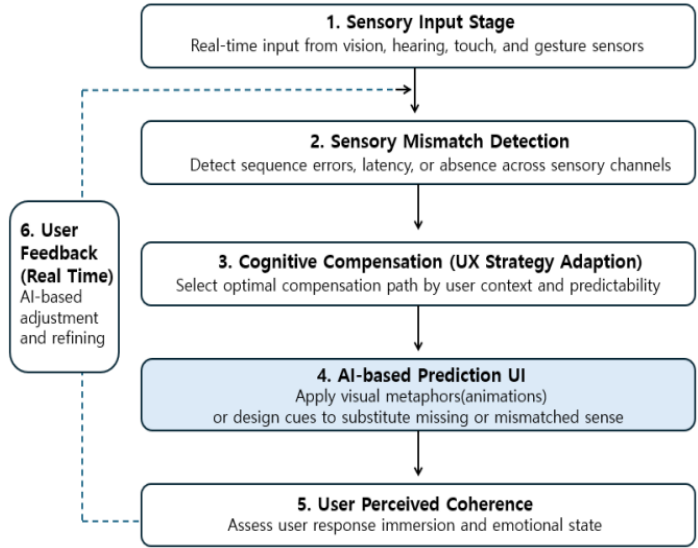 1. Sensory Input Stage
Real-time input from vision, hearing, touch, and gesture sensors
2. Sensory Mismatch Detection
Detect sequence errors, latency, or absence across sensory channels
6. User
Feedback
(Real Time)
AI-based
adjustment
and refining
3. Cognitive Compensation (UX Strategy Adaption)
Select optimal compensation path by user context and predictability
4. AI-based Prediction UI
Apply visual metaphors(animations)
or design cues to substitute missing or mismatched sense
5. User Perceived Coherence
Assess user response immersion and emotional state